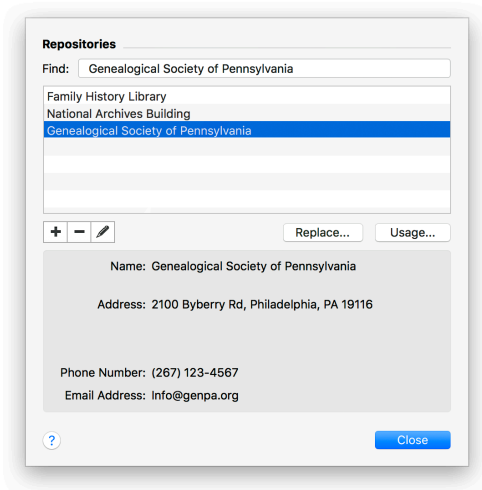 Repositories
Find: Genealogical Society of Pennsylvania
Family History Library
National Archives Building
Genealogical Society of Pennsylvania
Replace... Usage...
Name: Genealogical Society of Pennsylvania
Address: 2100 Byberry Rd, Philadelphia, PA 19116
Phone Number: (267) 123-4567
Email Address: Info@genpa.org
? Close